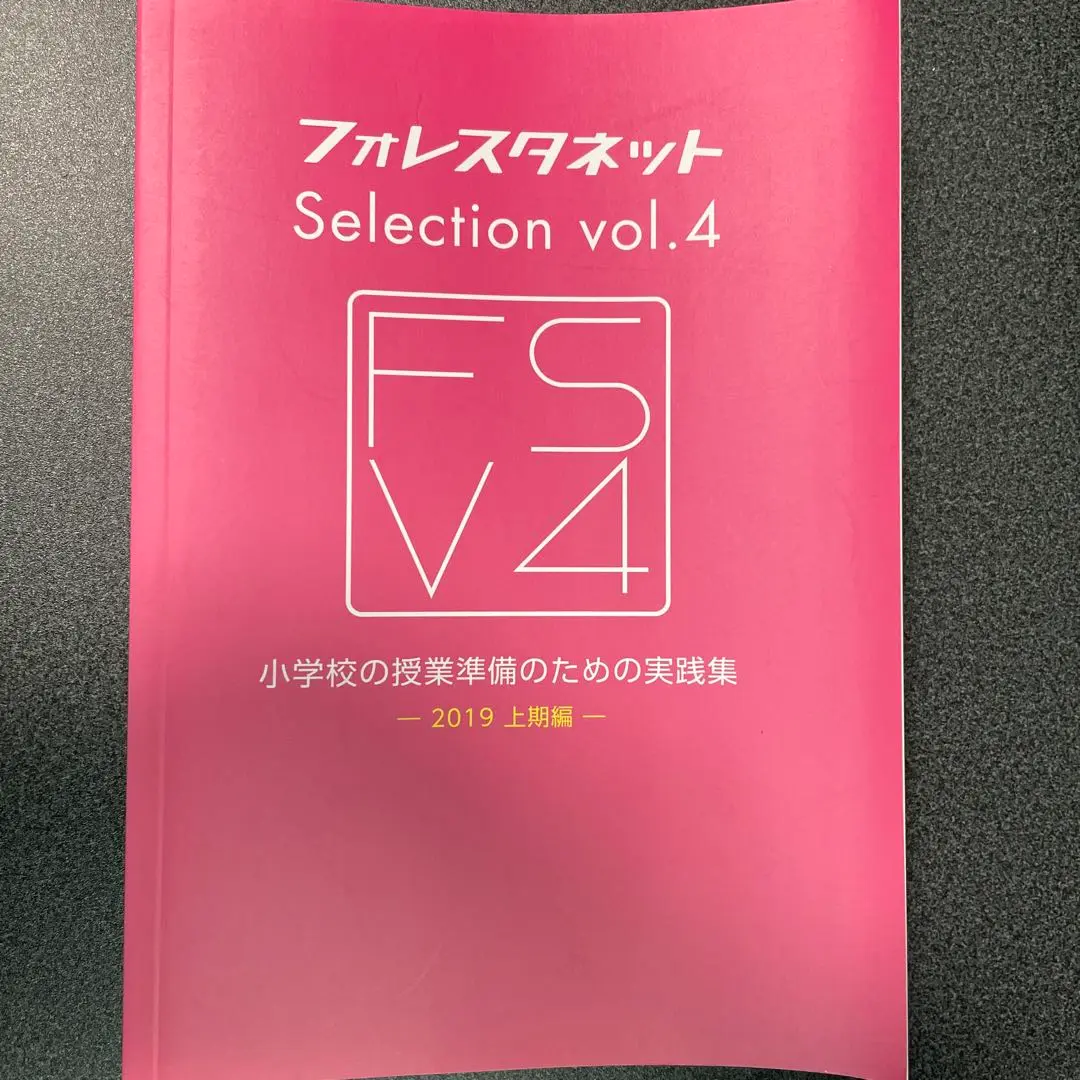 フォレスタネット
Selection vol.4
FS
V4
小学校の授業準備のための実践集
― 2019 上期編 ―